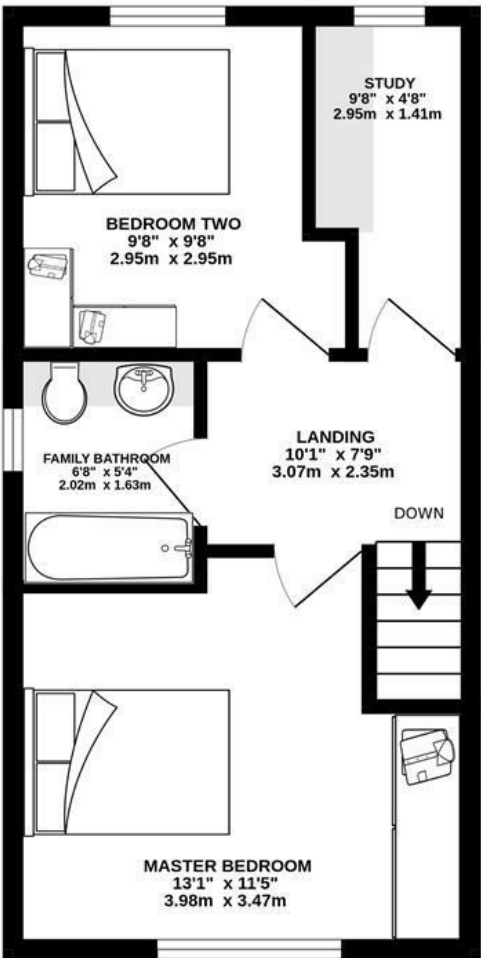 STUDY
9'8" x 4'8"
2.95m x 1.41m
BEDROOM TWO
9'8" x 9'8"
2.95m x 2.95m
LANDING
10'1" x 7'9"
3.07m x 2.35m
FAMILY BATHROOM
6'8" x 5'4"
2.02m x 1.63m
DOWN
MASTER BEDROOM
13'1" x 11'5"
3.98m x 3.47m